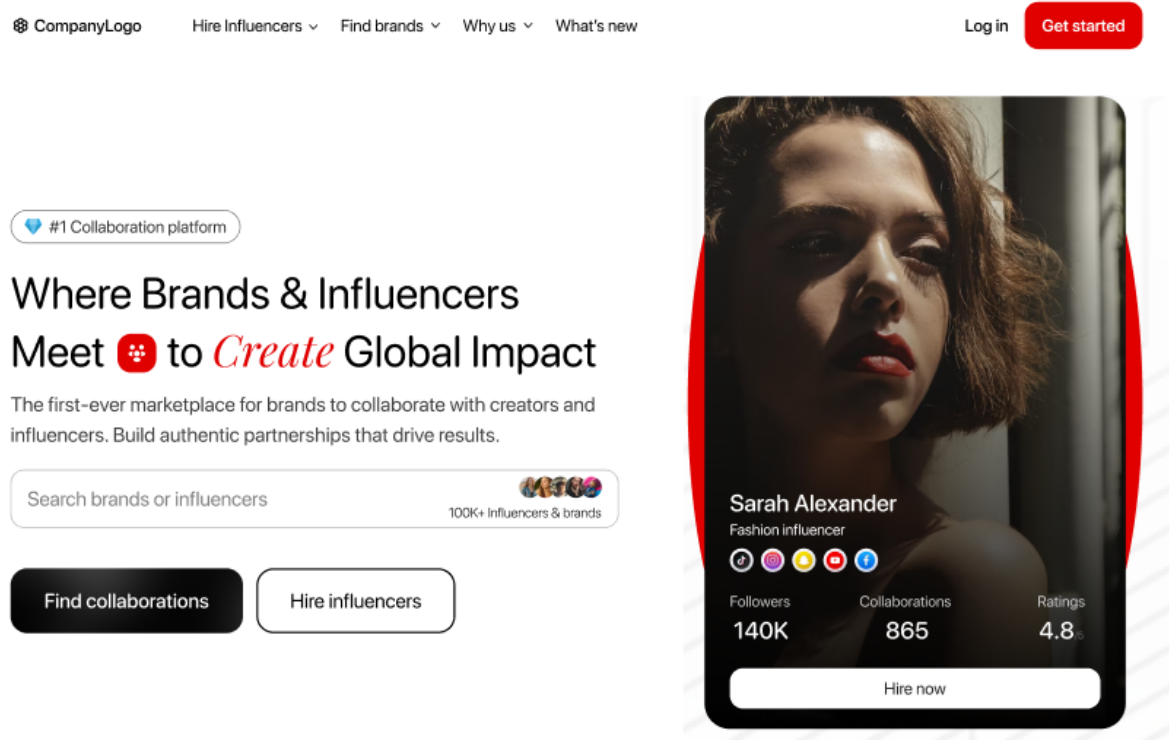 CompanyLogo
Hire Influencers
Find brands
Why us
What's new
Log in
Get started
#1 Collaboration platform
Where Brands & Influencers
Meet to Create Global Impact
The first-ever marketplace for brands to collaborate with creators and
influencers. Build authentic partnerships that drive results.
Search brands or influencers
100K+ Influencers & brands
Find collaborations
Hire influencers
Sarah Alexander
Fashion influencer
Followers Collaborations Ratings
140K 865 4.8/5
Hire now